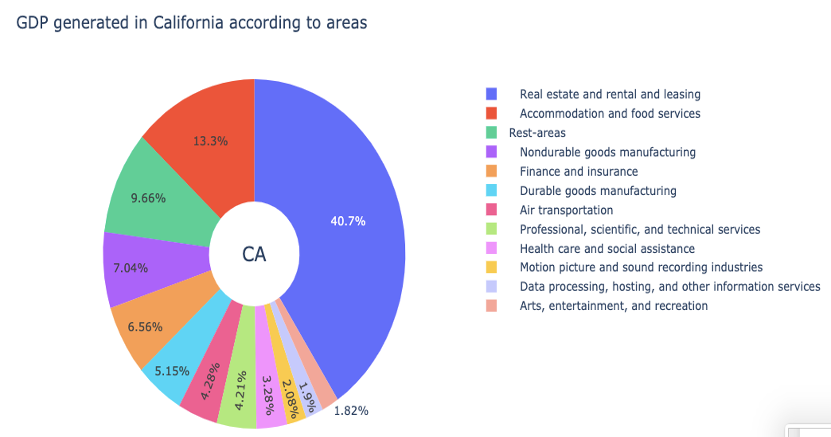 GDP generated in California according to areas
Real estate and rental and leasing
Accommodation and food services
Rest-areas
Nondurable goods manufacturing
Finance and insurance
Durable goods manufacturing
Air transportation
Professional, scientific, and technical services
Health care and social assistance
Motion picture and sound recording industries
Data processing, hosting, and other information services
Arts, entertainment, and recreation
13.3%
9.66%
40.7%
CA
7.04%
6.56%
5.15%
4.28%
4.21%
3.28%
2.08%
1.9%
1.82%